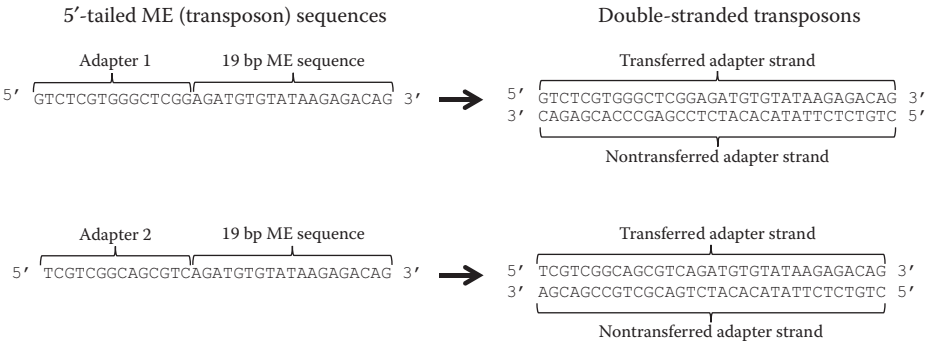 5′-tailed ME (transposon) sequences
Double-stranded transposons
Adapter 1
19 bp ME sequence
5′ GTCTCGTGGGCTCGGAGATGTGTATAAGAGACAG 3′
Transferred adapter strand
5′ GTCTCGTGGGCTCGGAGATGTGTATAAGAGACAG 3′
3′ CAGAGCACCCGAGCCTCTACACATATTCTCTGTC 5′
Nontransferred adapter strand
Adapter 2
19 bp ME sequence
5′ TCGTCGGCAGCGTCAGATGTGTATAAGAGACAG 3′
Transferred adapter strand
5′ TCGTCGGCAGCGTCAGATGTGTATAAGAGACAG 3′
3′ AGCAGCCGTCGCAGTCTACACATATTCTCTGTC 5′
Nontransferred adapter strand